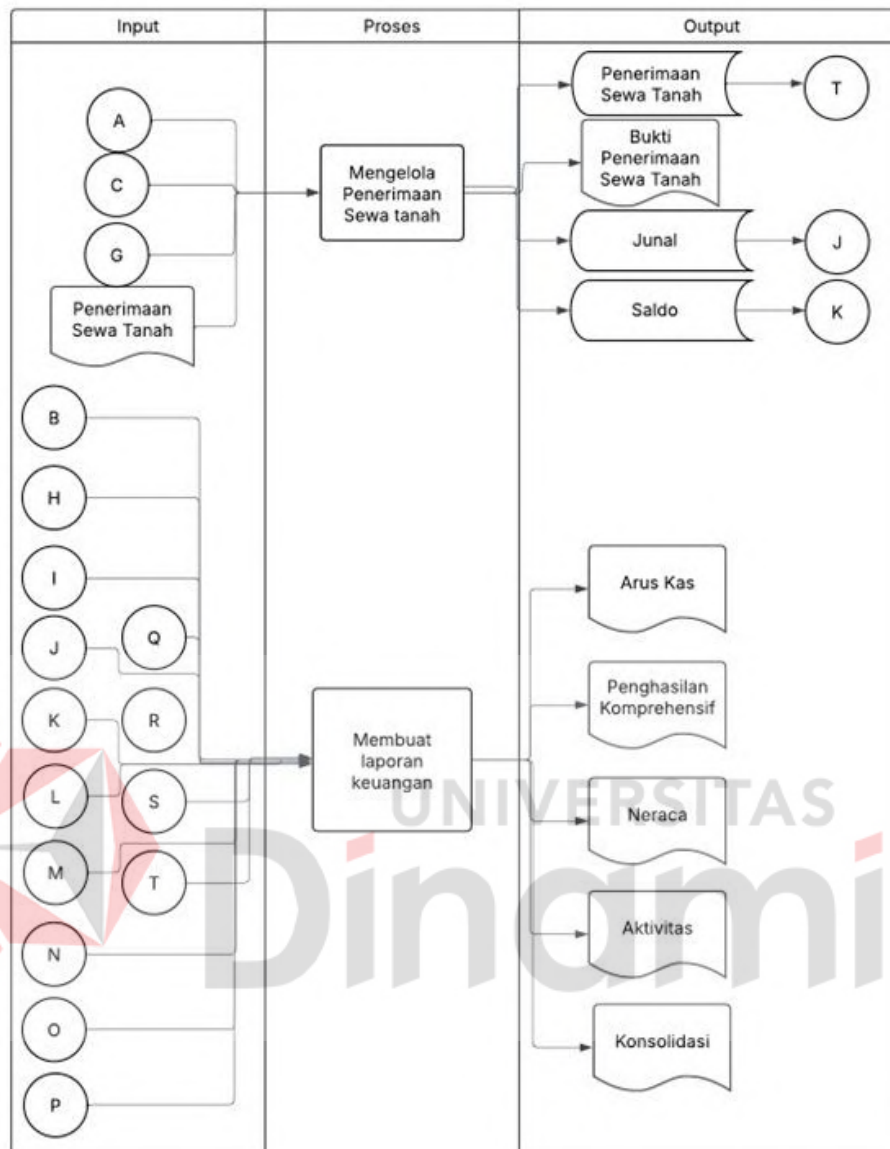 Input
Proses
Output
A
C
G
Penerimaan
Sewa Tanah
Mengelola
Penerimaan
Sewa tanah
Penerimaan
Sewa Tanah
T
Bukti
Penerimaan
Sewa Tanah
Junal
J
Saldo
K
B
H
I
J
Q
K
R
L
S
M
T
N
O
P
Membuat
laporan
keuangan
Arus Kas
Penghasilan
Komprehensif
Neraca
Aktivitas
Konsolidasi
UNIVERSITAS
Dinami